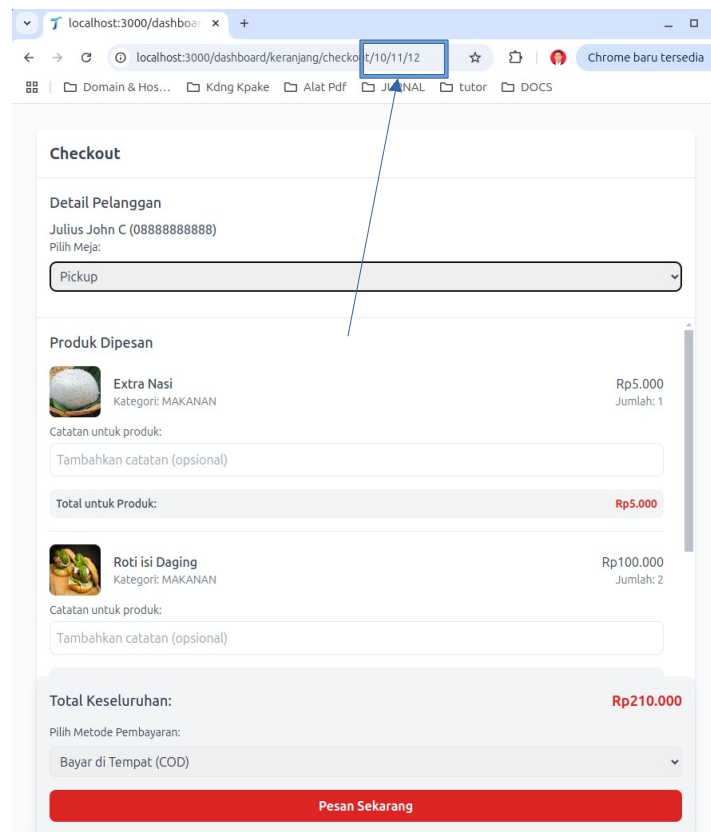 localhost:3000/dashboar
localhost:3000/dashboard/keranjang/checkout/10/11/12
Chrome baru tersedia
Domain & Hos...
Kdng Kpake
Alat Pdf
JURNAL
tutor
DOCS
Checkout
Detail Pelanggan
Julius John C (08888888888)
Pilih Meja:
Pickup
Produk Dipesan
Extra Nasi
Rp5.000
Kategori: MAKANAN
Jumlah: 1
Catatan untuk produk:
Tambahkan catatan (opsional)
Total untuk Produk:
Rp5.000
Roti isi Daging
Rp100.000
Kategori: MAKANAN
Jumlah: 2
Catatan untuk produk:
Tambahkan catatan (opsional)
Total Keseluruhan:
Rp210.000
Pilih Metode Pembayaran:
Bayar di Tempat (COD)
Pesan Sekarang